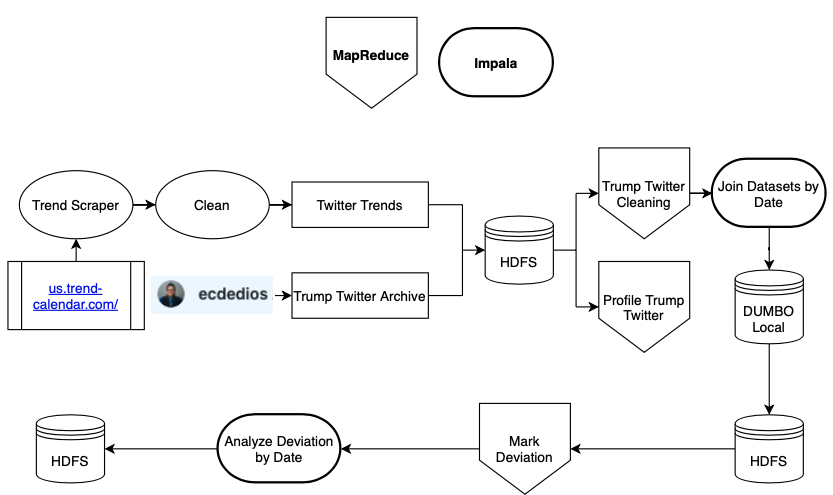 MapReduce
Impala
Trend Scraper
Clean
Twitter Trends
Trump Twitter
Cleaning
Join Datasets by
Date
HDFS
us.trend-
calendar.com/
ecdedios
Trump Twitter Archive
Profile Trump
Twitter
DUMBO
Local
HDFS
Analyze Deviation
by Date
Mark
Deviation
HDFS